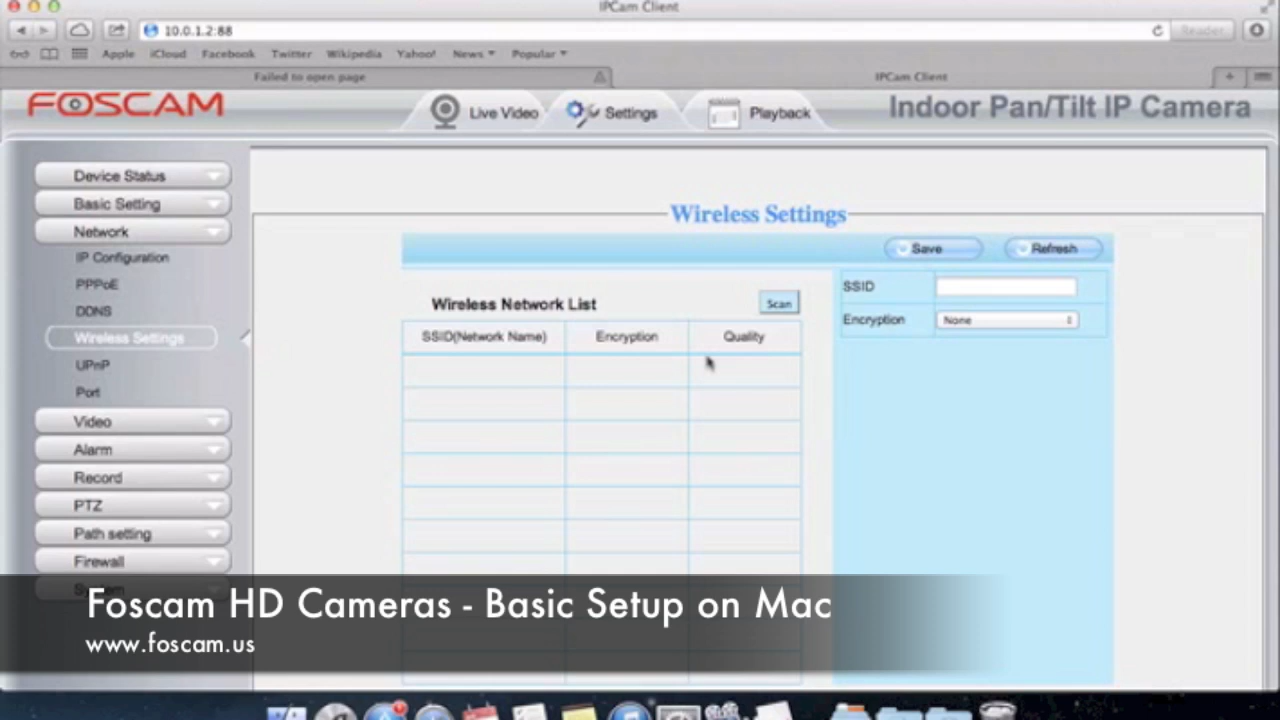 IPCam Client
10.0.1.2:88
Reader
Apple iCloud Facebook Twitter Wikipedia Yahoo! News Popular
Failed to open page
IPCam Client
FOSCAM
Live Video
Settings
Playback
Indoor Pan/Tilt IP Camera
Device Status
Basic Setting
Network
IP Configuration
PPPoE
DDNS
Wireless Settings
UPnP
Port
Video
Alarm
Record
PTZ
Path setting
Firewall
Wireless Settings
Save
Refresh
Wireless Network List
Scan
SSID(Network Name) Encryption Quality
SSID
Encryption None
Foscam HD Cameras - Basic Setup on Mac
www.foscam.us